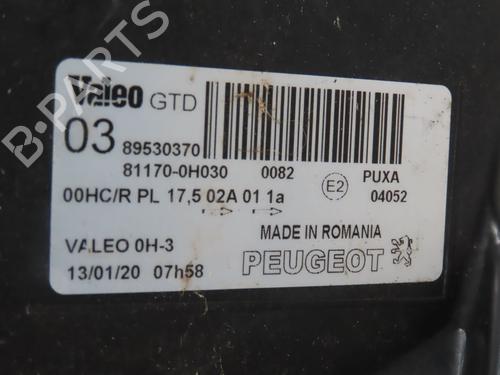 Valeo GTD
03 89530370
81170-0H030 0082 PUXA
E2 04052
00HC/R PL 17,5 02A 01 1a
VALEO 0H-3 MADE IN ROMANIA
13/01/20 07h58 PEUGEOT
B-PARTS